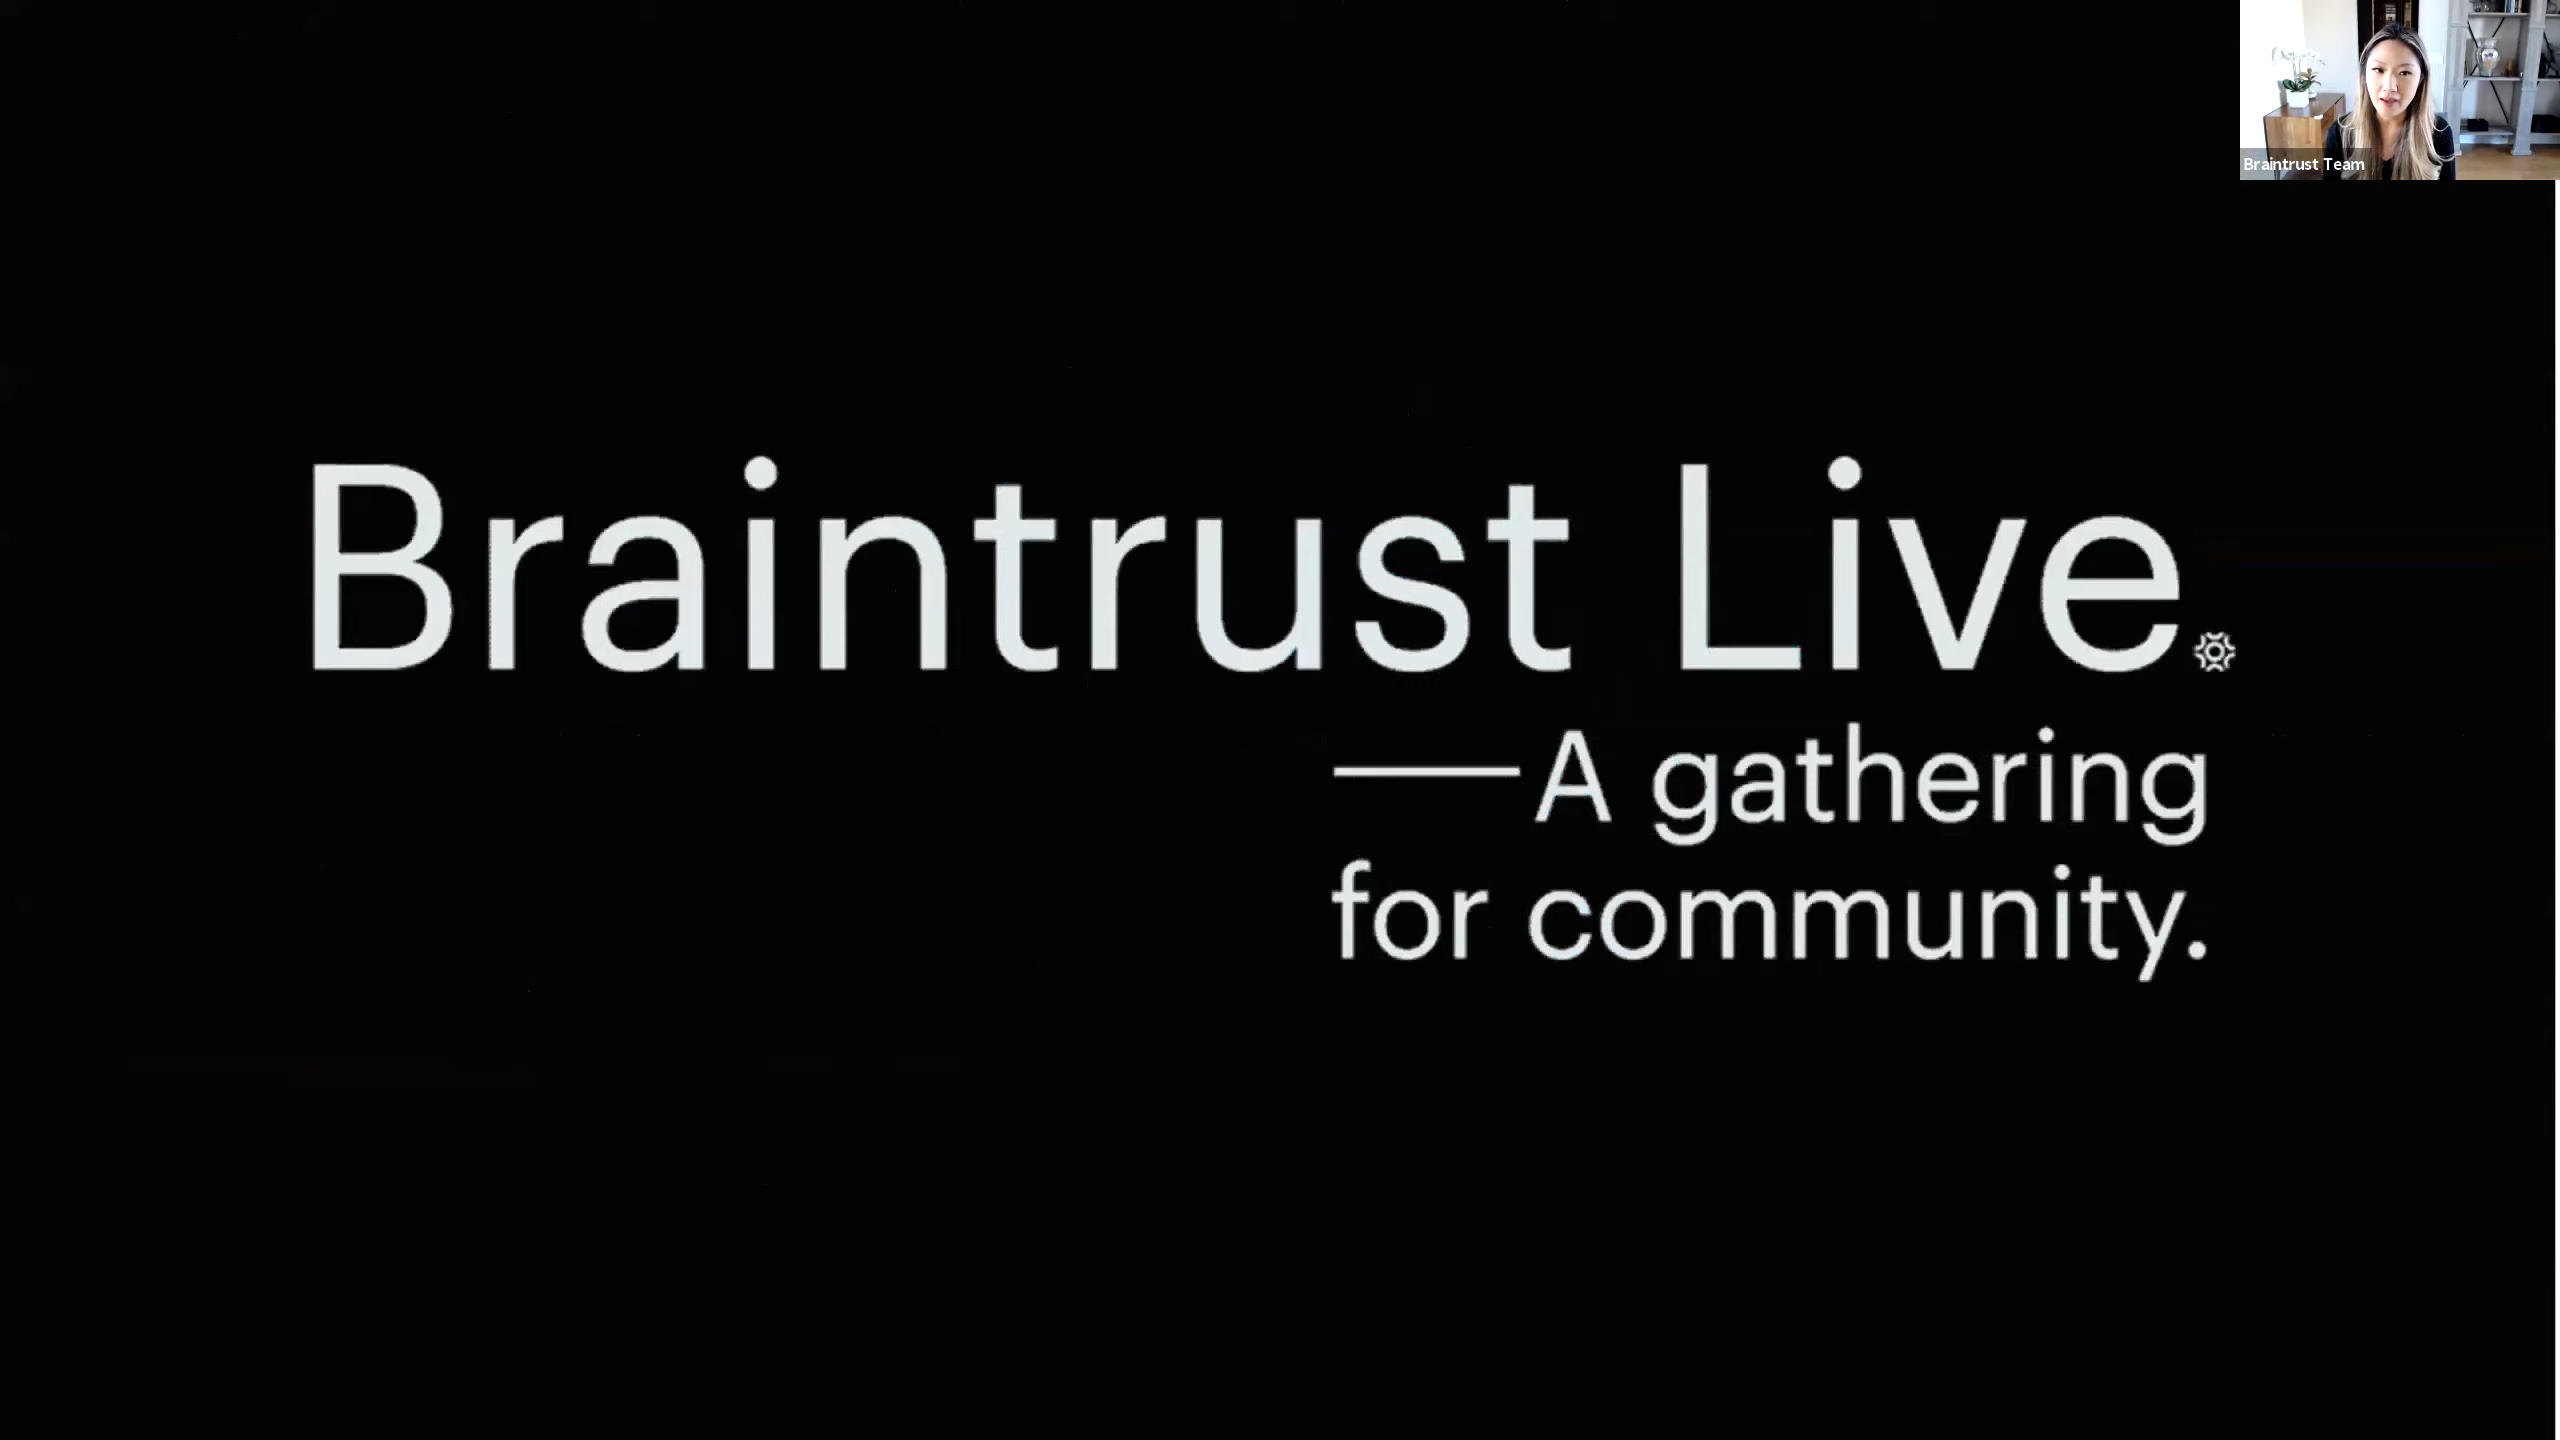 Braintrust Team
Braintrust Live
—A gathering
for community.